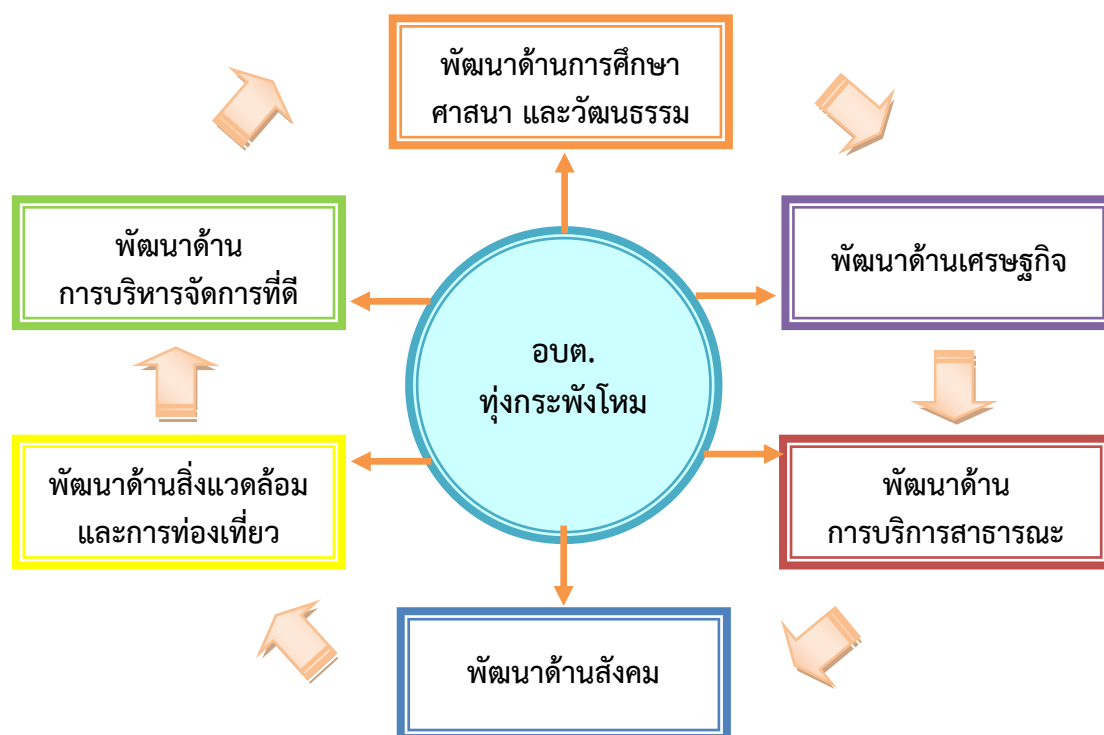 พัฒนาด้านการศึกษา
ศาสนา และวัฒนธรรม
พัฒนาด้าน
การบริหารจัดการที่ดี
พัฒนาด้านเศรษฐกิจ
อบต.
ทุ่งกระพังโหม
พัฒนาด้านสิ่งแวดล้อม
และการท่องเที่ยว
พัฒนาด้าน
การบริการสาธารณะ
พัฒนาด้านสังคม